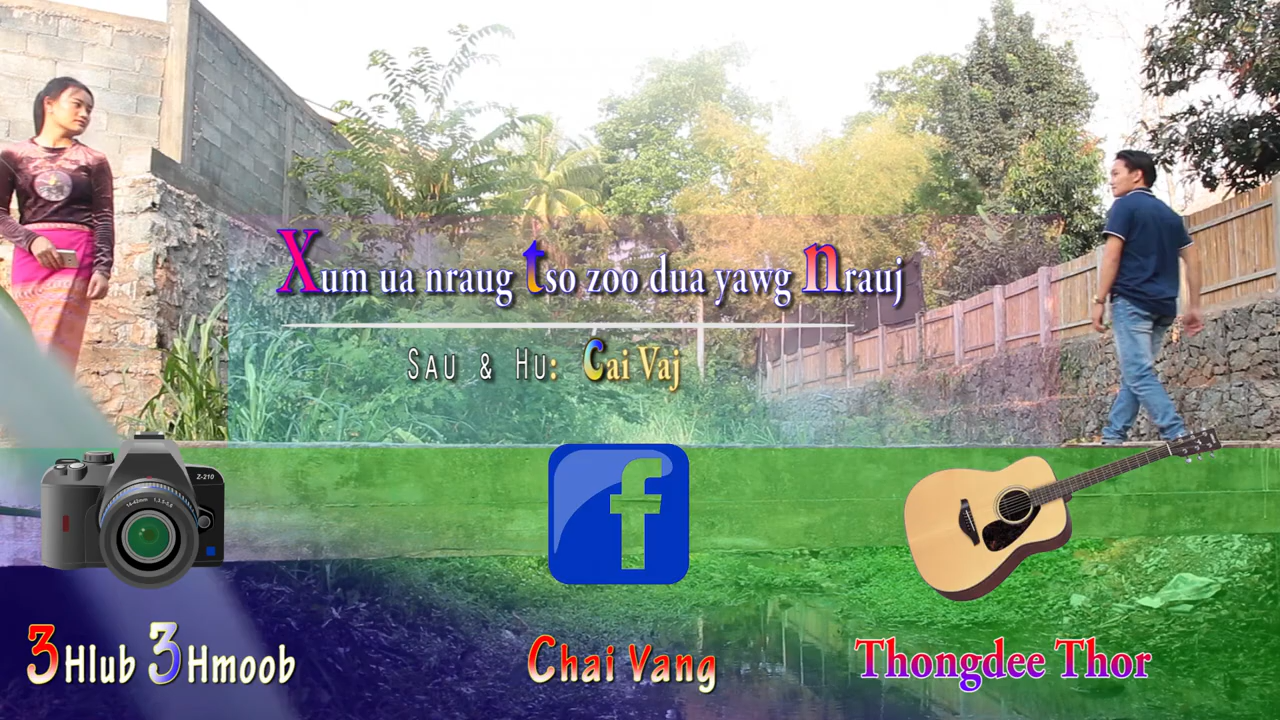 Xum ua nraug tso zoo dua yawg nrauj
Sau & Hu: Cai Vaj
Z-210
f
3 Hlub 3 Hmoob
Chai Vang
Thongdee Thor